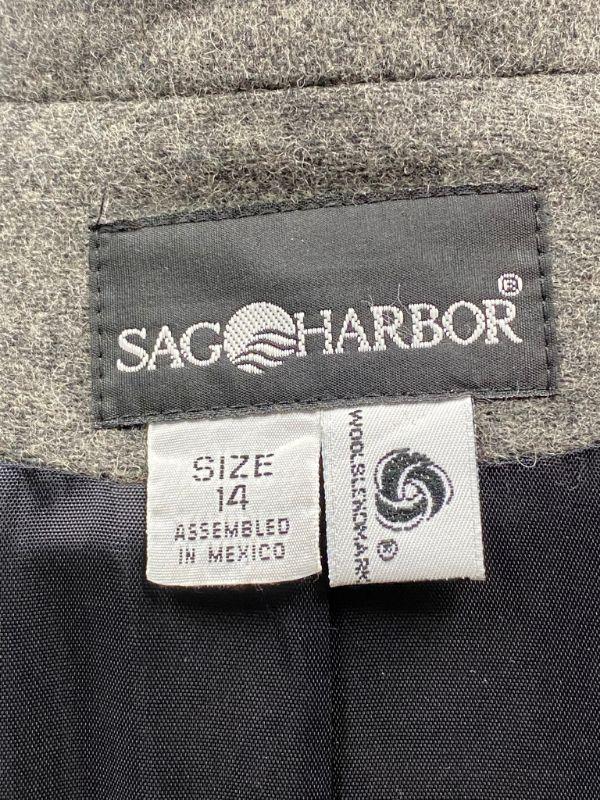 SAG HARBOR®
SIZE
14
ASSEMBLED
IN MEXICO
WOOLBLENDMARK®